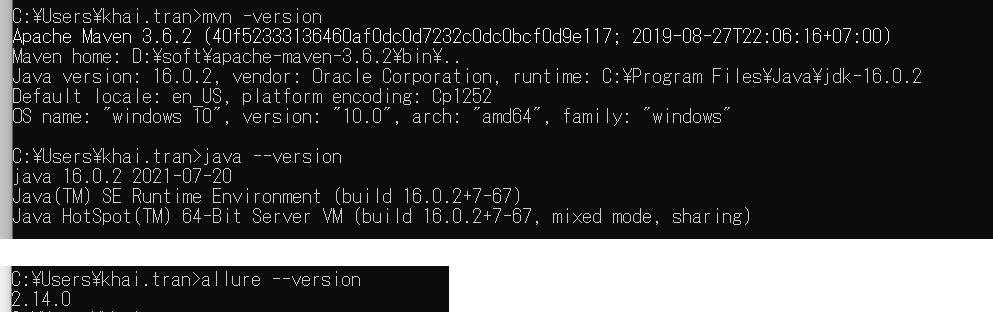 C:¥Users¥khai.tran>mvn -version
Apache Maven 3.6.2 (40f52333136460af0dc0d7232c0dc0bcf0d9e117; 2019-08-27T22:06:16+07:00)
Maven home: D:¥soft¥apache-maven-3.6.2¥bin¥..
Java version: 16.0.2, vendor: Oracle Corporation, runtime: C:¥Program Files¥Java¥jdk-16.0.2
Default locale: en_US, platform encoding: Cp1252
OS name: "windows 10", version: "10.0", arch: "amd64", family: "windows"
C:¥Users¥khai.tran>java --version
java 16.0.2 2021-07-20
Java(TM) SE Runtime Environment (build 16.0.2+7-67)
Java HotSpot(TM) 64-Bit Server VM (build 16.0.2+7-67, mixed mode, sharing)
C:¥Users¥khai.tran>allure --version
2.14.0